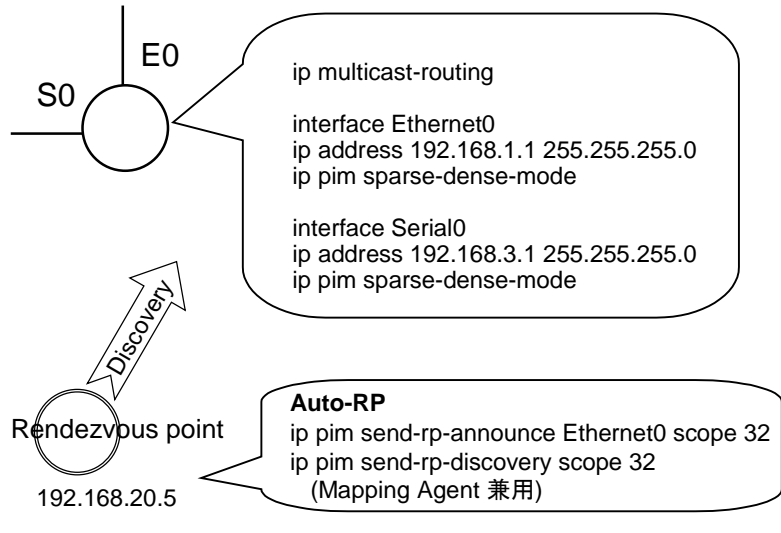 E0
S0
ip multicast-routing
interface Ethernet0
ip address 192.168.1.1 255.255.255.0
ip pim sparse-dense-mode
interface Serial0
ip address 192.168.3.1 255.255.255.0
ip pim sparse-dense-mode
Discovery
Rendezvous point
192.168.20.5
Auto-RP
ip pim send-rp-announce Ethernet0 scope 32
ip pim send-rp-discovery scope 32
(Mapping Agent 兼用)